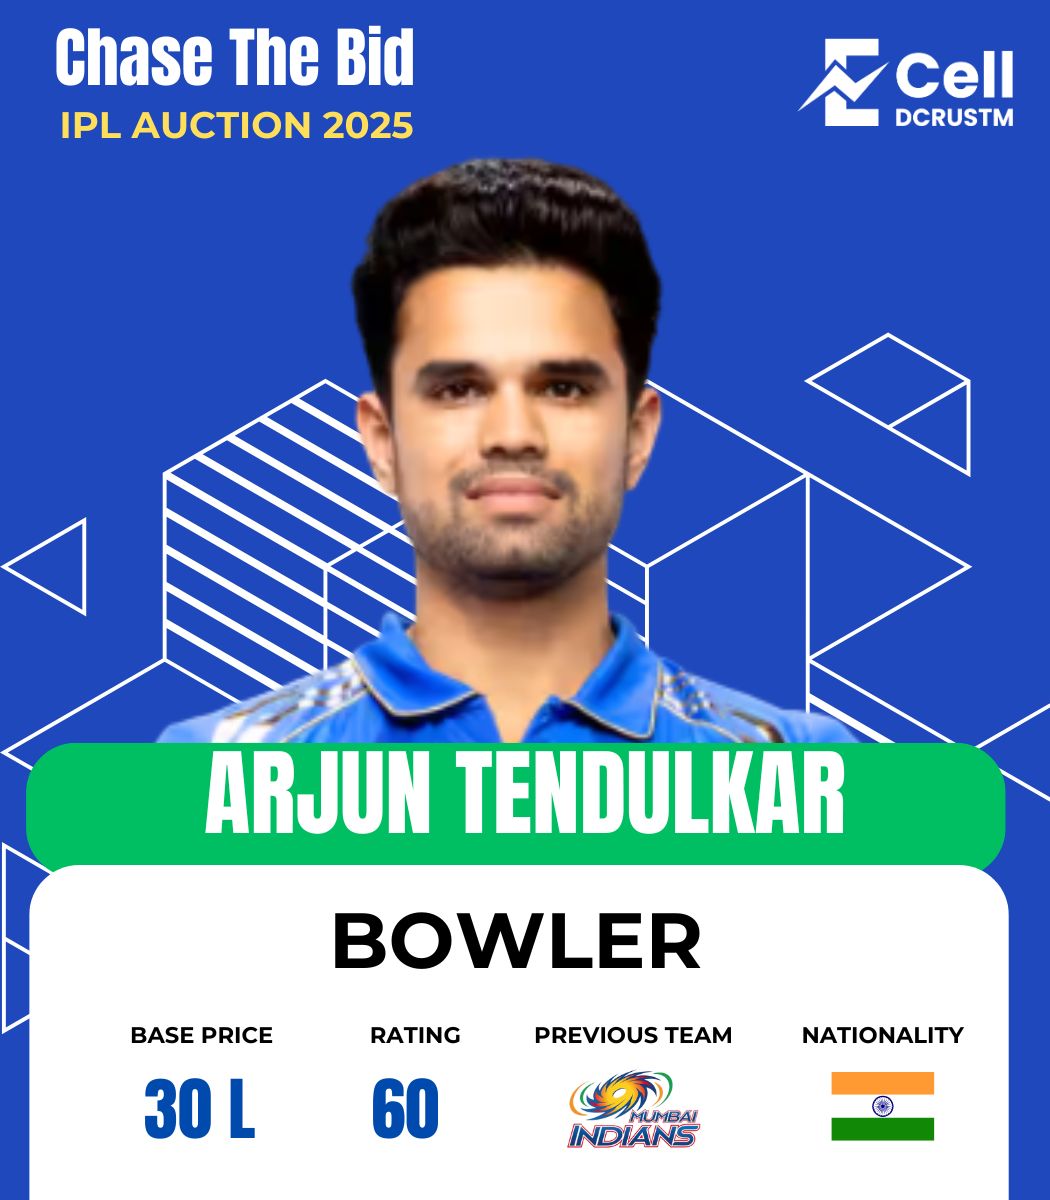 Chase The Bid
IPL AUCTION 2025
Cell
DCRUSTM
ARJUN TENDULKAR
BOWLER
BASE PRICE
RATING
PREVIOUS TEAM
NATIONALITY
30 L
60
MUMBAI
INDIANS